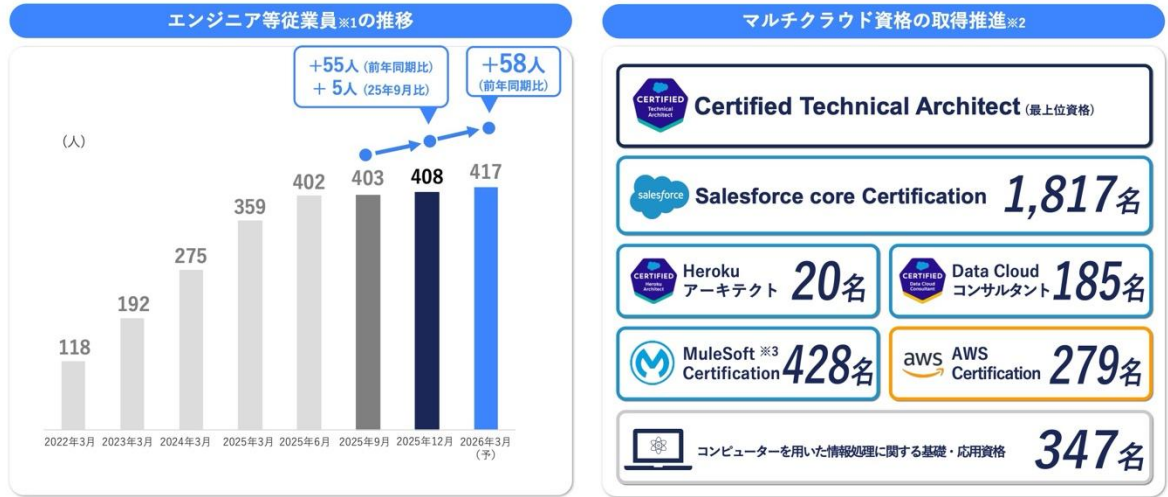 エンジニア等従業員※1の推移
+55人 (前年同期比)
+ 5人 (25年9月比)
+58人
(前年同期比)
(人)
118
192
275
359
402
403
408
417
2022年3月
2023年3月
2024年3月
2025年3月
2025年6月
2025年9月
2025年12月
2026年3月
(予)
マルチクラウド資格の取得推進※2
CERTIFIED
Technical
Architect
Certified Technical Architect (最上位資格)
salesforce
Salesforce core Certification 1,817名
CERTIFIED
Heroku
Architect
Heroku
アーキテクト 20名
CERTIFIED
Data Cloud
Consultant
Data Cloud
コンサルタント 185名
MuleSoft ※3
Certification 428名
aws
AWS
Certification 279名
コンピューターを用いた情報処理に関する基礎・応用資格 347名